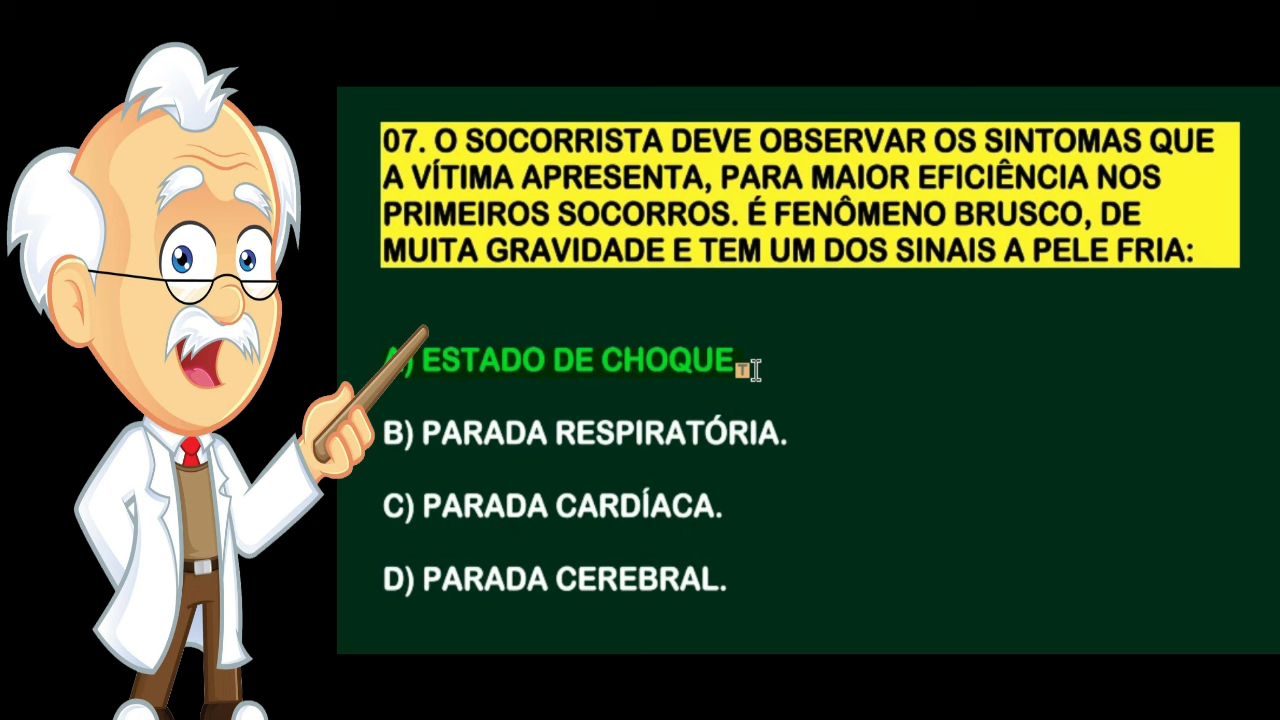 07. O SOCORRISTA DEVE OBSERVAR OS SINTOMAS QUE
A VÍTIMA APRESENTA, PARA MAIOR EFICIÊNCIA NOS
PRIMEIROS SOCORROS. É FENÔMENO BRUSCO, DE
MUITA GRAVIDADE E TEM UM DOS SINAIS A PELE FRIA:
A) ESTADO DE CHOQUE.
B) PARADA RESPIRATÓRIA.
C) PARADA CARDÍACA.
D) PARADA CEREBRAL.